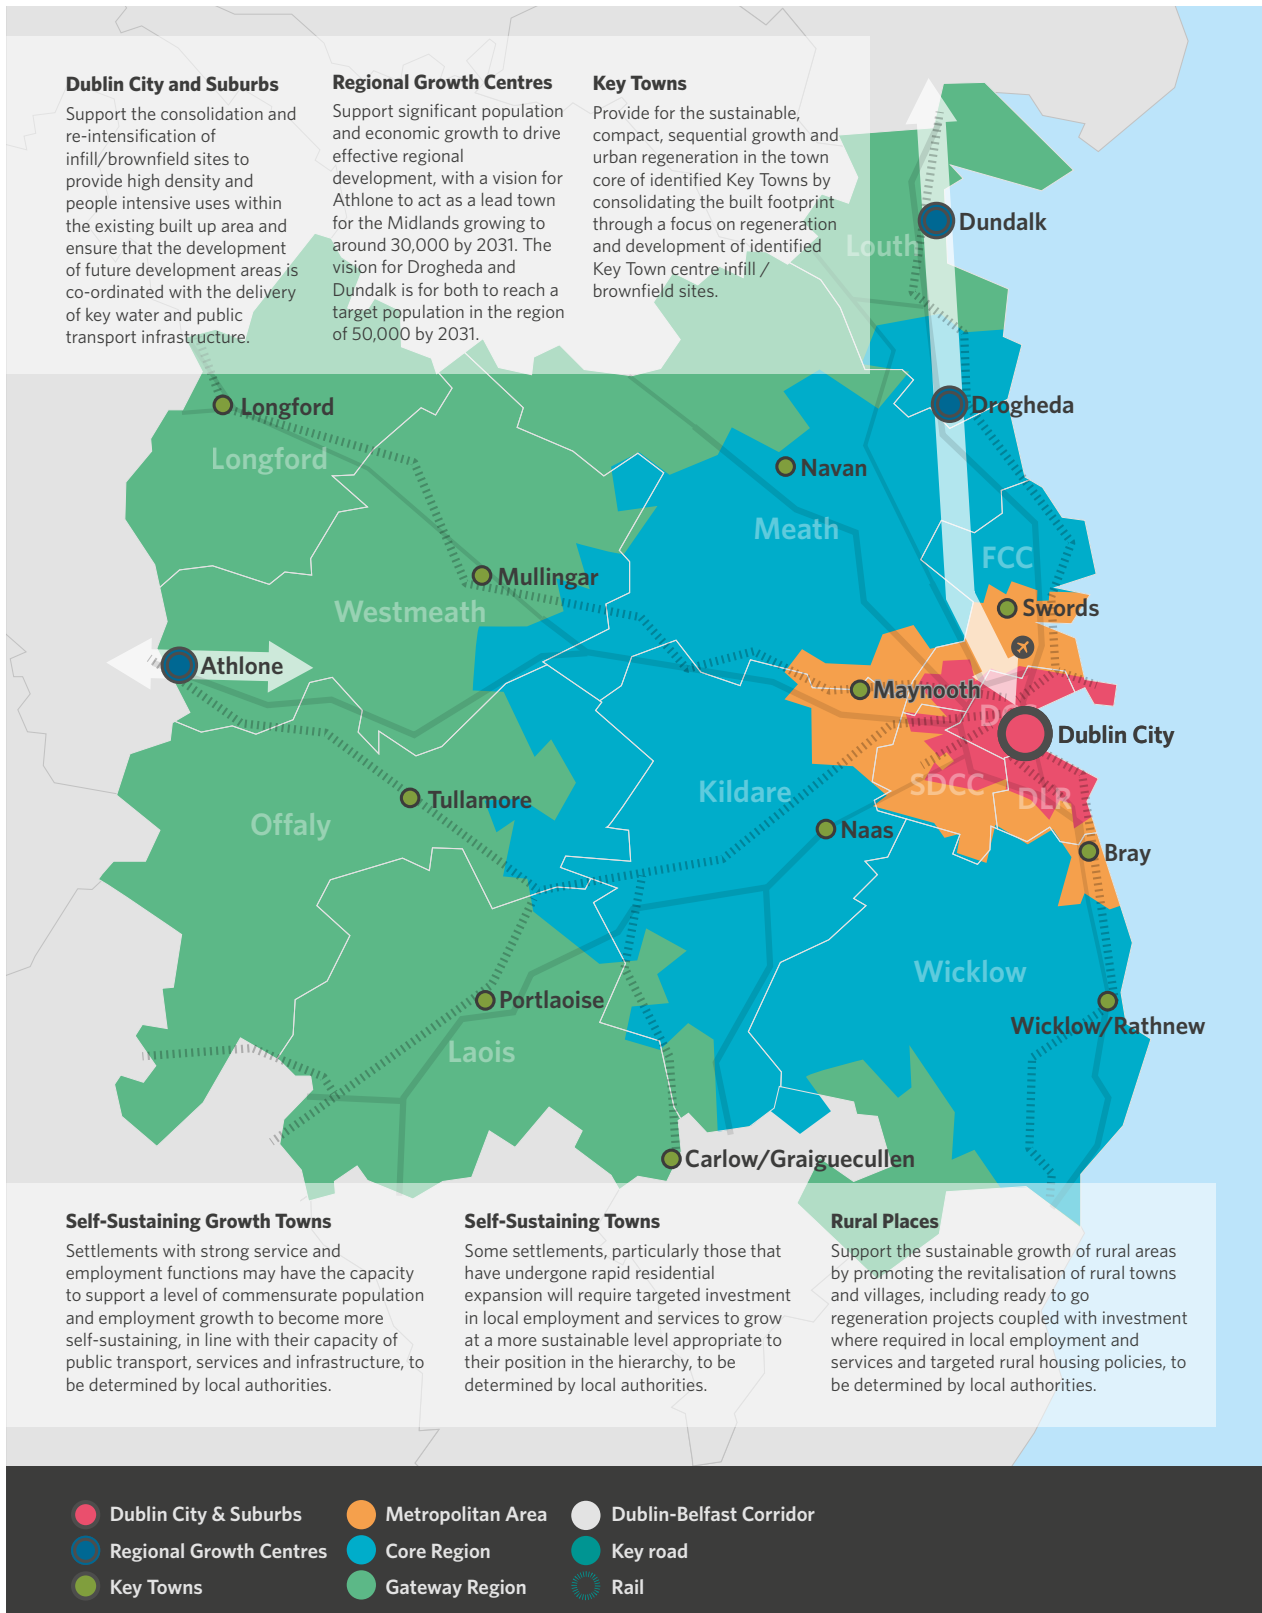 Dublin City and Suburbs
Support the consolidation and
re-intensification of
infill/brownfield sites to
provide high density and
people intensive uses within
the existing built up area and
ensure that the development
of future development areas is
co-ordinated with the delivery
of key water and public
transport infrastructure.
Regional Growth Centres
Support significant population
and economic growth to drive
effective regional
development, with a vision for
Athlone to act as a lead town
for the Midlands growing to
around 30,000 by 2031. The
vision for Drogheda and
Dundalk is for both to reach a
target population in the region
of 50,000 by 2031.
Key Towns
Provide for the sustainable,
compact, sequential growth and
urban regeneration in the town
core of identified Key Towns by
consolidating the built footprint
through a focus on regeneration
and development of identified
Key Town centre infill /
brownfield sites.
Dundalk
Louth
Longford
Drogheda
Longford
Navan
Meath
FCC
Mullingar
Swords
Westmeath
Athlone
Maynooth
DC
Dublin City
Kildare
SDCC
DLR
Tullamore
Offaly
Naas
Bray
Wicklow
Portlaoise
Wicklow/Rathnew
Laois
Carlow/Graiguecullen
Self-Sustaining Growth Towns
Settlements with strong service and
employment functions may have the capacity
to support a level of commensurate population
and employment growth to become more
self-sustaining, in line with their capacity of
public transport, services and infrastructure, to
be determined by local authorities.
Self-Sustaining Towns
Some settlements, particularly those that
have undergone rapid residential
expansion will require targeted investment
in local employment and services to grow
at a more sustainable level appropriate to
their position in the hierarchy, to be
determined by local authorities.
Rural Places
Support the sustainable growth of rural areas
by promoting the revitalisation of rural towns
and villages, including ready to go
regeneration projects coupled with investment
where required in local employment and
services and targeted rural housing policies, to
be determined by local authorities.
Dublin City & Suburbs
Regional Growth Centres
Key Towns
Metropolitan Area
Core Region
Gateway Region
Dublin-Belfast Corridor
Key road
Rail